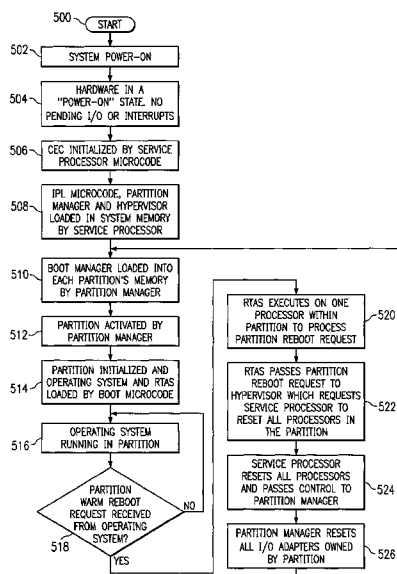 500
START
502
SYSTEM POWER-ON
504
HARDWARE IN A
"POWER-ON" STATE. NO
PENDING I/O OR INTERRUPTS
506
CEC INITIALIZED BY SERVICE
PROCESSOR MICROCODE
508
IPL MICROCODE, PARTITION
MANAGER AND HYPERVISOR
LOADED IN SYSTEM MEMORY
BY SERVICE PROCESSOR
510
BOOT MANAGER LOADED INTO
EACH PARTITION'S MEMORY
BY PARTITION MANAGER
512
PARTITION ACTIVATED BY
PARTITION MANAGER
514
PARTITION INITIALIZED AND
OPERATING SYSTEM AND RTAS
LOADED BY BOOT MICROCODE
516
OPERATING SYSTEM
RUNNING IN PARTITION
PARTITION
WARM REBOOT
REQUEST RECEIVED
FROM OPERATING
SYSTEM?
518
NO
YES
RTAS EXECUTES ON ONE
PROCESSOR WITHIN
PARTITION TO PROCESS
PARTITION REBOOT REQUEST
520
RTAS PASSES PARTITION
REBOOT REQUEST TO
HYPERVISOR WHICH REQUESTS
SERVICE PROCESSOR TO
RESET ALL PROCESSORS IN
THE PARTITION
522
SERVICE PROCESSOR
RESETS ALL PROCESSORS
AND PASSES CONTROL TO
PARTITION MANAGER
524
PARTITION MANAGER RESETS
ALL I/O ADAPTERS OWNED
BY PARTITION
526